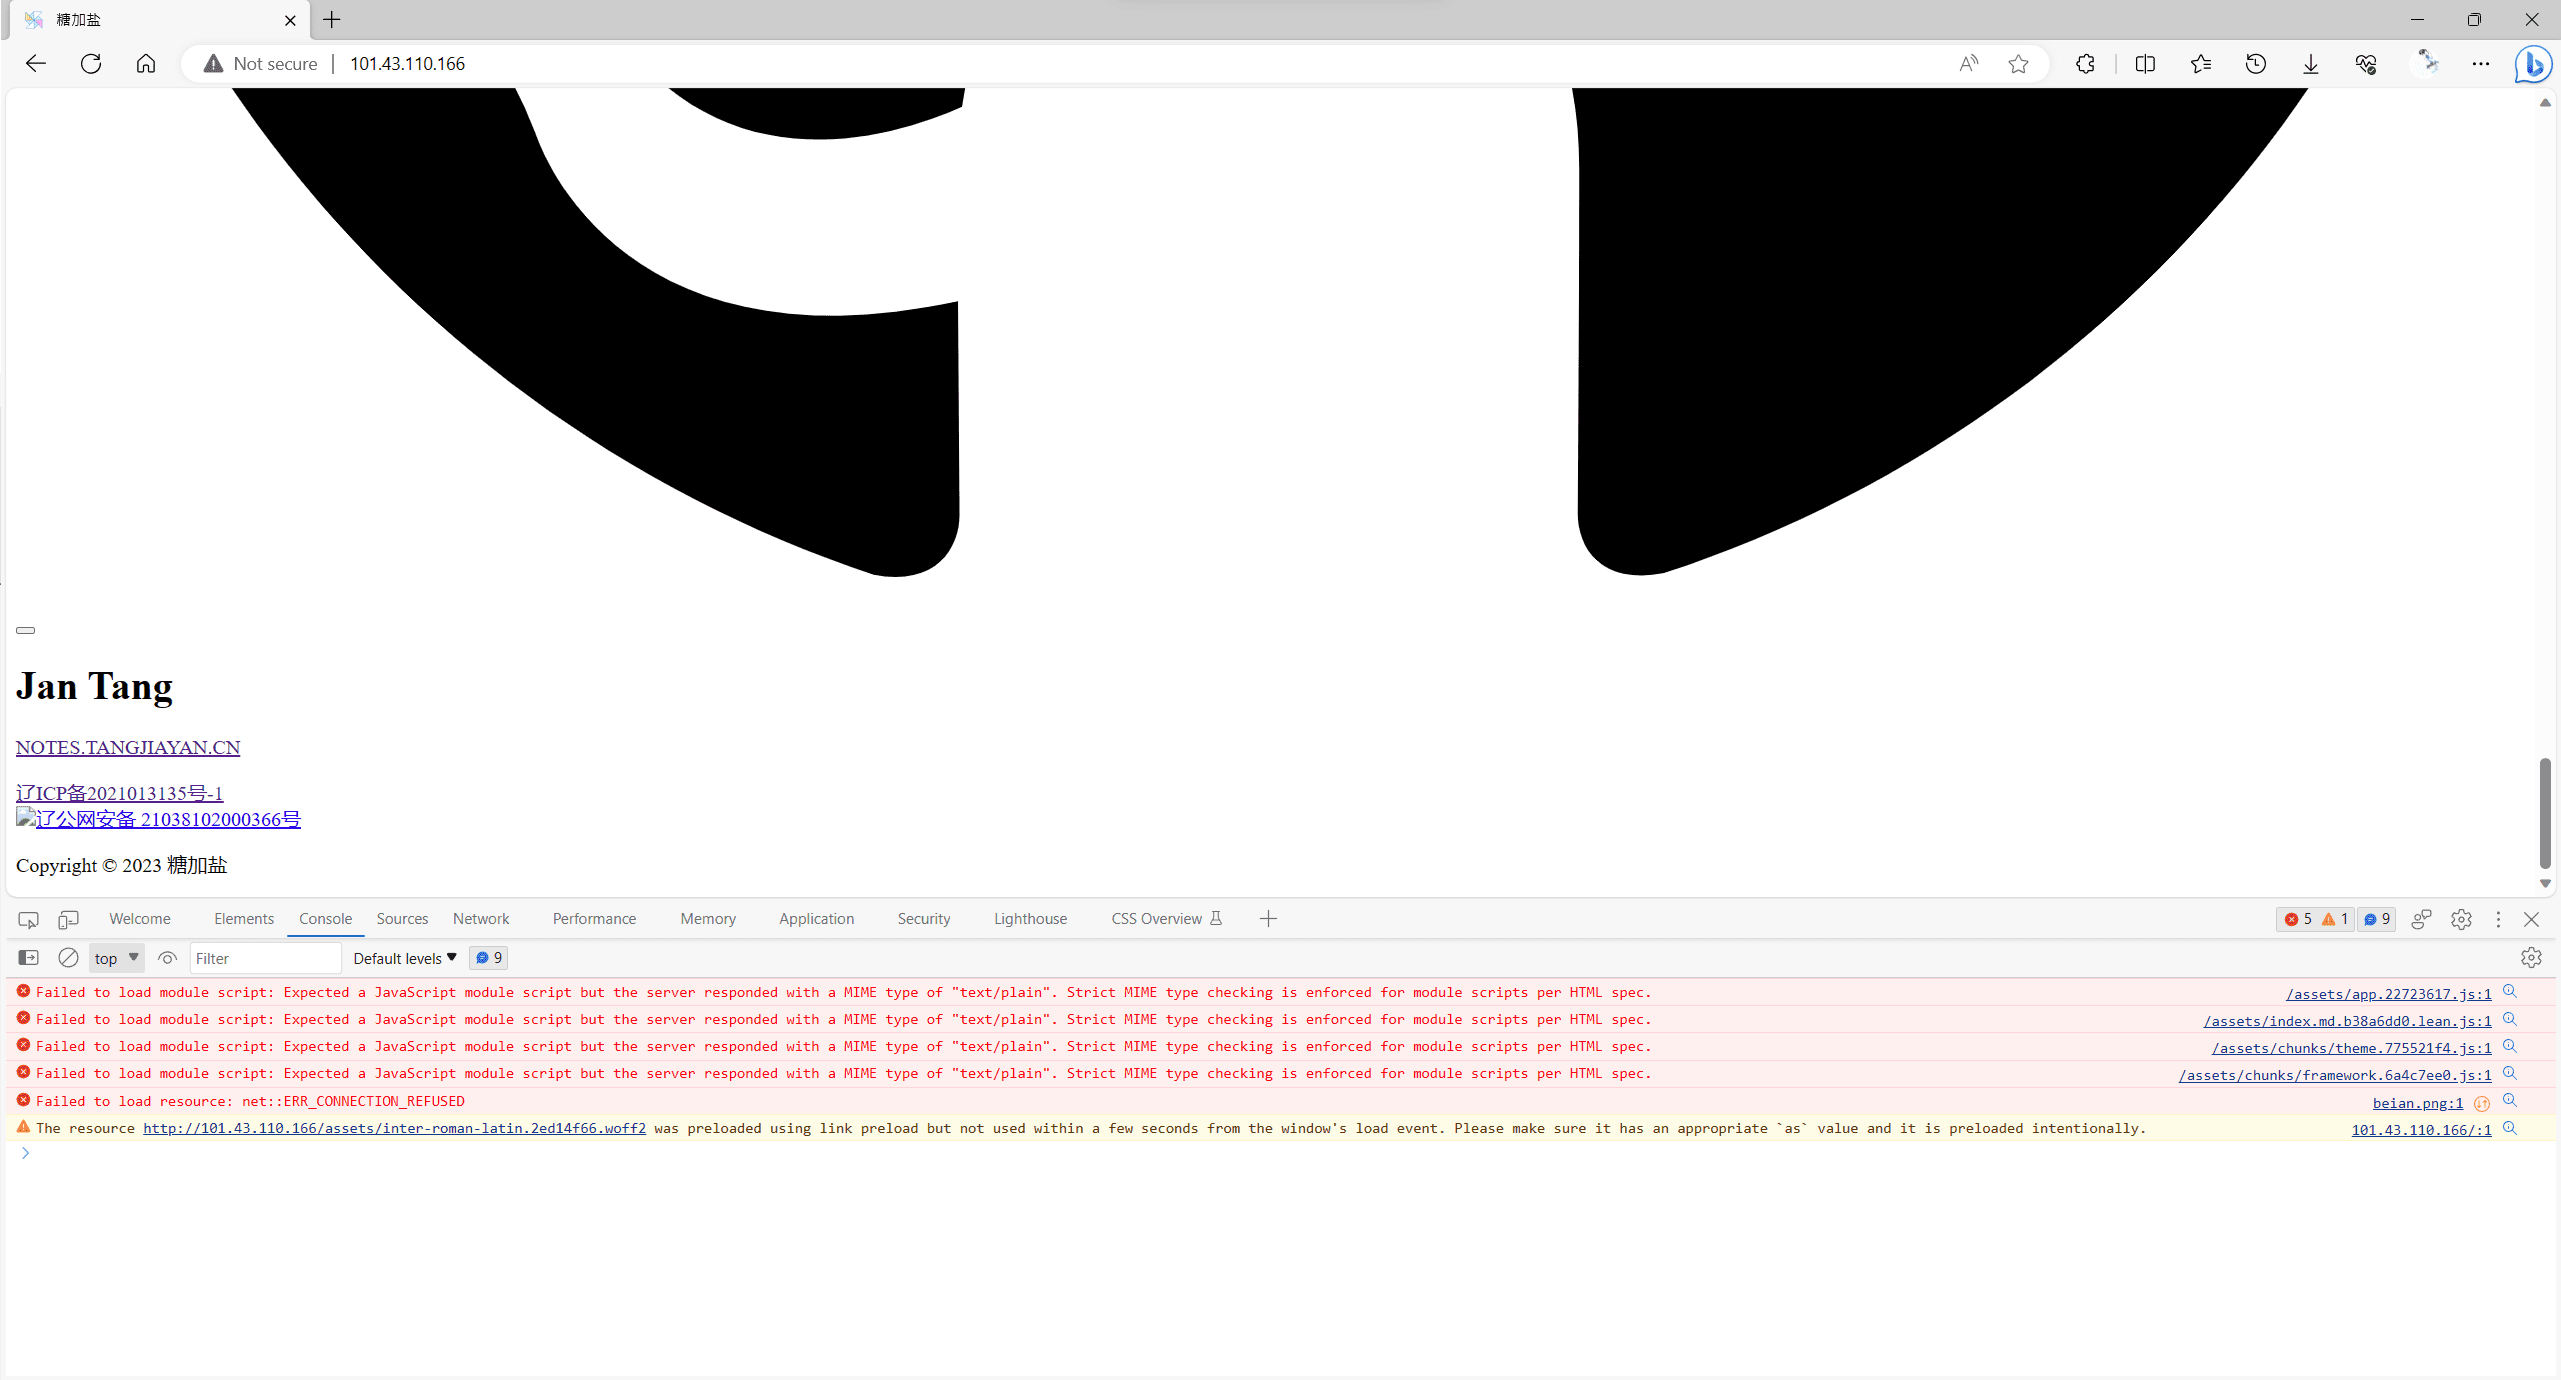 糖加盐
Not secure
101.43.110.166
Jan Tang
NOTES.TANGJIAYAN.CN
辽ICP备2021013135号-1
辽公网安备 21038102000366号
Copyright © 2023 糖加盐
Welcome Elements Console Sources Network Performance Memory Application Security Lighthouse CSS Overview 5 1 9
top Filter Default levels 9
Failed to load module script: Expected a JavaScript module script but the server responded with a MIME type of "text/plain". Strict MIME type checking is enforced for module scripts per HTML spec. /assets/app.22723617.js:1
Failed to load module script: Expected a JavaScript module script but the server responded with a MIME type of "text/plain". Strict MIME type checking is enforced for module scripts per HTML spec. /assets/index.md.b38a6dd0.lean.js:1
Failed to load module script: Expected a JavaScript module script but the server responded with a MIME type of "text/plain". Strict MIME type checking is enforced for module scripts per HTML spec. /assets/chunks/theme.775521f4.js:1
Failed to load module script: Expected a JavaScript module script but the server responded with a MIME type of "text/plain". Strict MIME type checking is enforced for module scripts per HTML spec. /assets/chunks/framework.6a4c7ee0.js:1
Failed to load resource: net::ERR_CONNECTION_REFUSED beian.png:1
The resource http://101.43.110.166/assets/inter-roman-latin.2ed14f66.woff2 was preloaded using link preload but not used within a few seconds from the window's load event. Please make sure it has an appropriate `as` value and it is preloaded intentionally. 101.43.110.166/:1